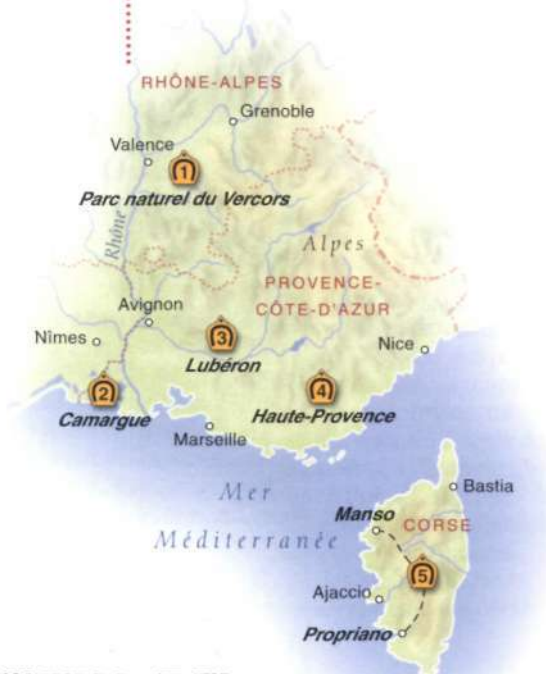 RHÔNE-ALPES
Grenoble
Valence
1
Parc naturel du Vercors
Rhône
Alpes
PROVENCE-
CÔTE-D'AZUR
Avignon
Nîmes
3
Nice
Lubéron
2
4
Camargue
Haute-Provence
Marseille
Mer
Méditerranée
Bastia
Manso
CORSE
5
Ajaccio
Propriano